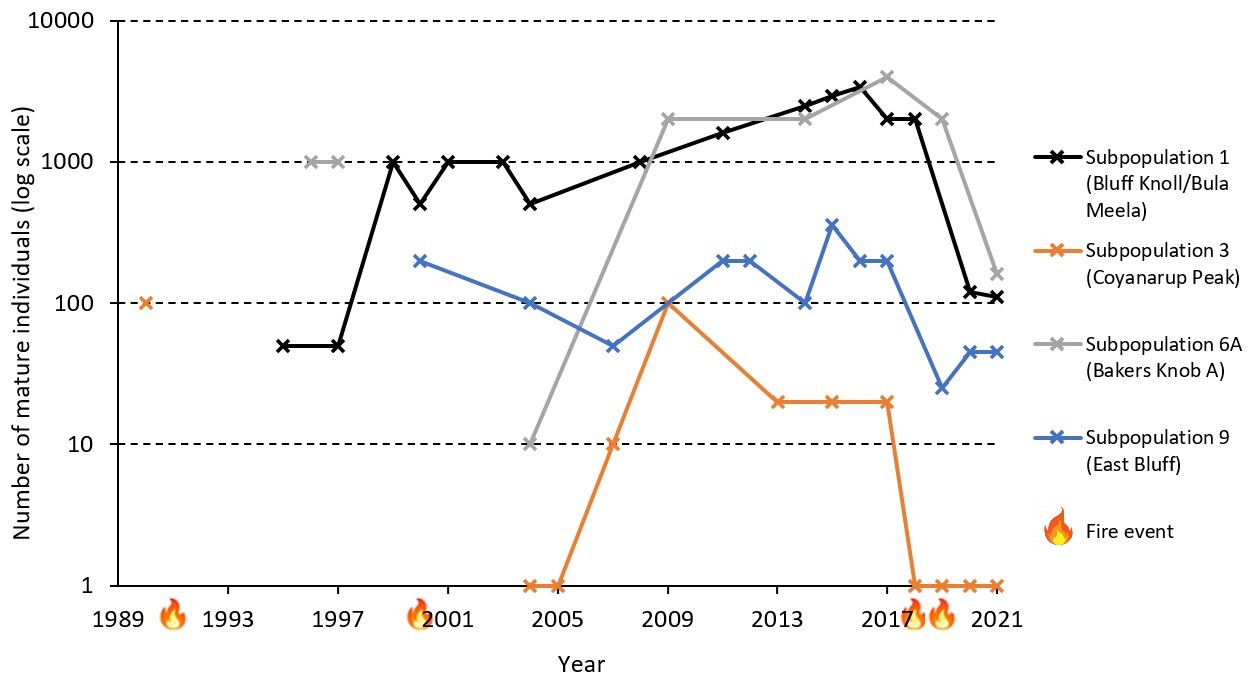 Number of mature individuals (log scale)
10000
1000
100
10
1
1989
1993
1997
2001
2005
2009
2013
2017
2021
Year
Subpopulation 1
(Bluff Knoll/Bula
Meela)
Subpopulation 3
(Coyanarup Peak)
Subpopulation 6A
(Bakers Knob A)
Subpopulation 9
(East Bluff)
Fire event